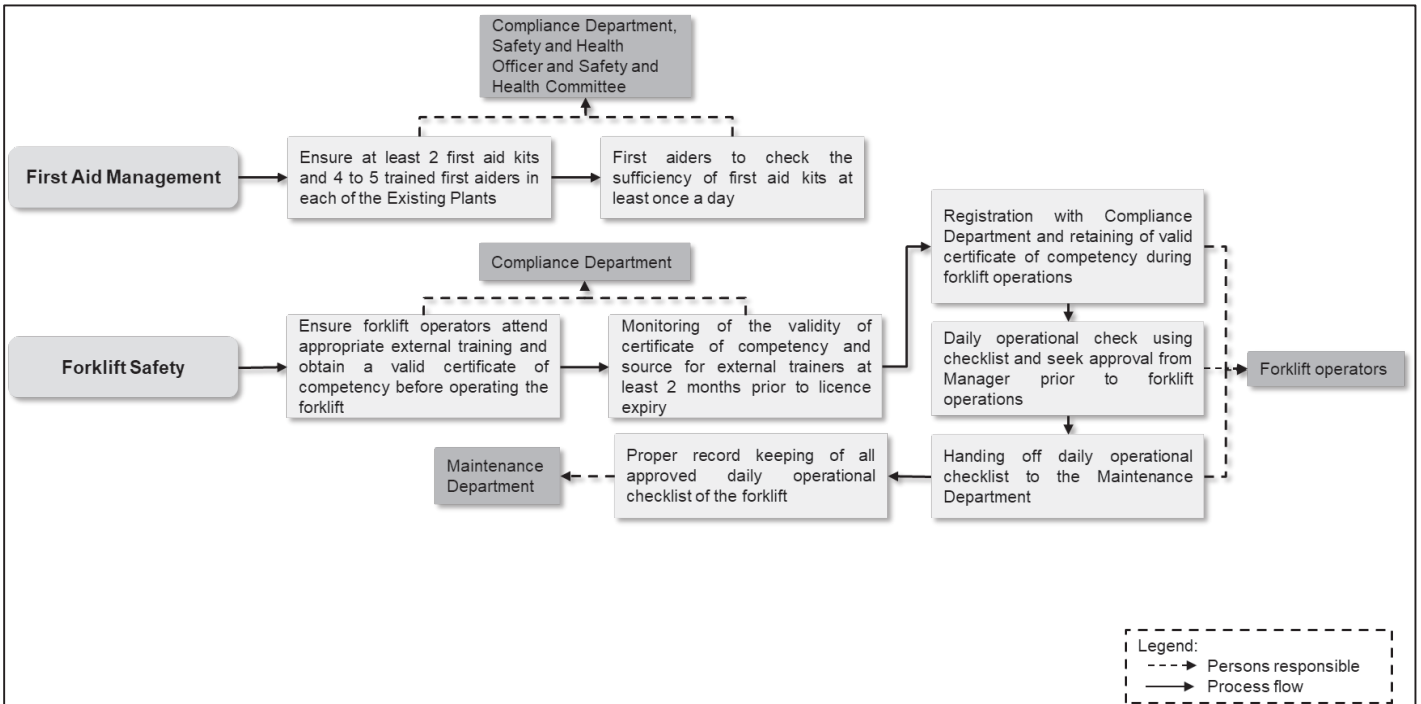 Compliance Department,
Safety and Health
Officer and Safety and
Health Committee
First Aid Management
Ensure at least 2 first aid kits
and 4 to 5 trained first aiders in
each of the Existing Plants
First aiders to check the
sufficiency of first aid kits at
least once a day
Compliance Department
Forklift Safety
Ensure forklift operators attend
appropriate external training and
obtain a valid certificate of
competency before operating the
forklift
Monitoring of the validity of
certificate of competency and
source for external trainers at
least 2 months prior to licence
expiry
Registration with Compliance
Department and retaining of valid
certificate of competency during
forklift operations
Daily operational check using
checklist and seek approval from
Manager prior to forklift
operations
Forklift operators
Handing off daily operational
checklist to the Maintenance
Department
Proper record keeping of all
approved daily operational
checklist of the forklift
Maintenance
Department
Legend:
Persons responsible
Process flow